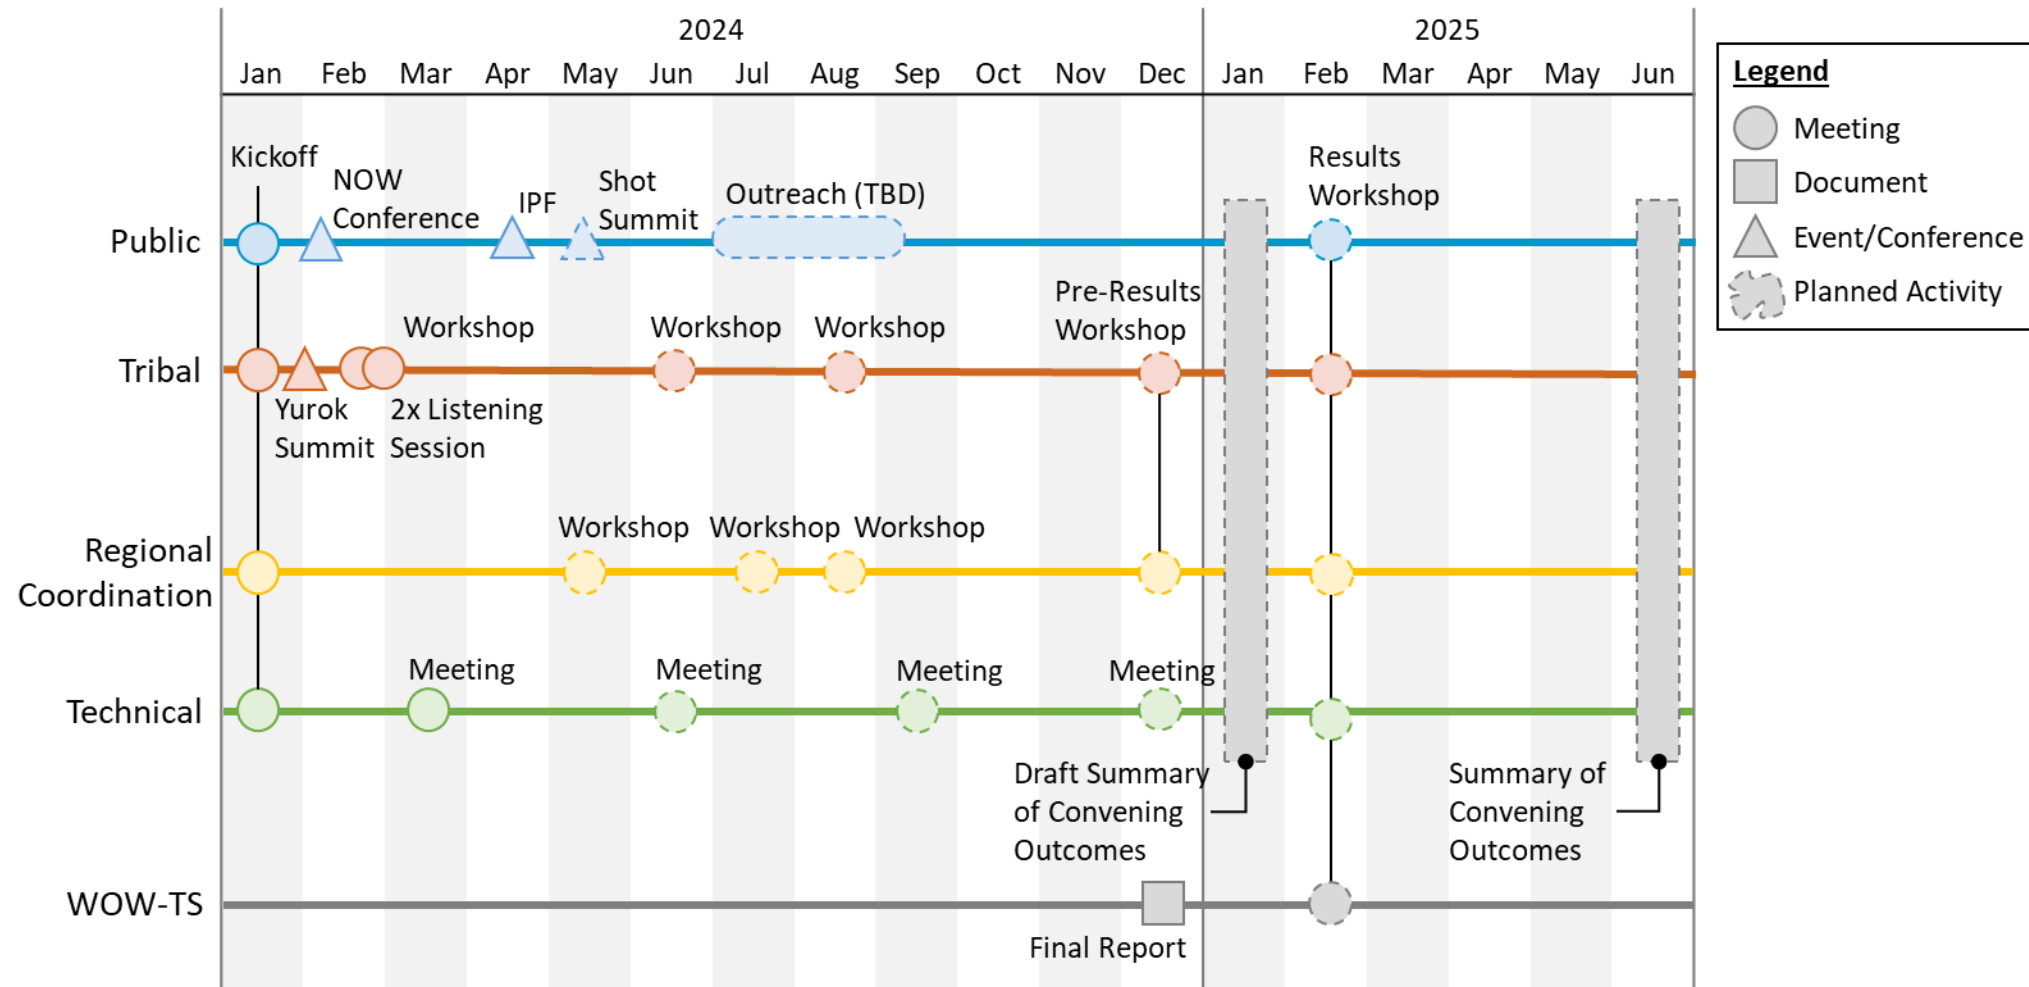 2024
2025
Jan Feb Mar Apr May Jun Jul Aug Sep Oct Nov Dec Jan Feb Mar Apr May Jun
Legend
Meeting
Document
Event/Conference
Planned Activity
Kickoff
NOW
Conference
IPF
Shot
Summit
Outreach (TBD)
Results
Workshop
Public
Pre-Results
Workshop
Workshop
Workshop
Workshop
Tribal
Yurok
Summit
2x Listening
Session
Workshop
Workshop
Workshop
Regional
Coordination
Meeting
Meeting
Meeting
Meeting
Technical
Draft Summary
of Convening
Outcomes
Summary of
Convening
Outcomes
WOW-TS
Final Report